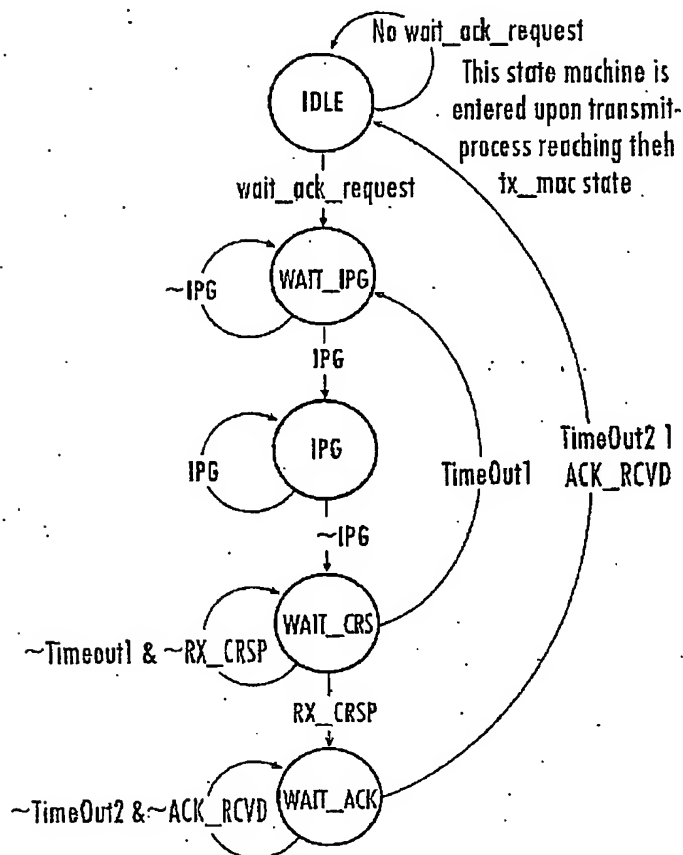 No wait_ack_request
IDLE
This state machine is
entered upon transmit-
process reaching theh
tx_mac state
wait_ack_request
WAIT_IPG
~IPG
IPG
IPG
IPG
~IPG
TimeOut1
TimeOut2 1
ACK_RCVD
WAIT_CRS
~Timeout1 & ~RX_CRSP
RX_CRSP
WAIT_ACK
~TimeOut2 &~ACK_RCVD